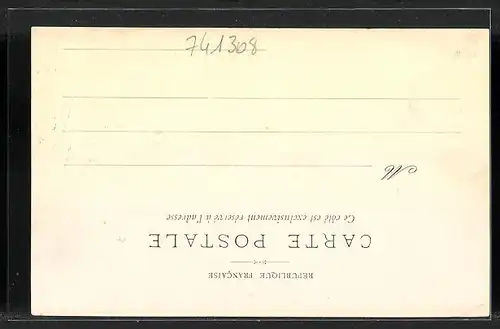 RÉPUBLIQUE FRANÇAISE
CARTE POSTALE
Ce côté est exclusivement réservé à l'adresse
M
741308